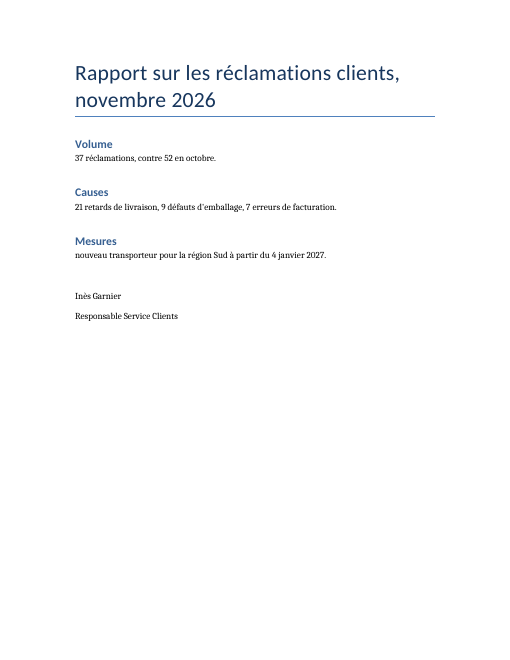 Rapport sur les réclamations clients,
novembre 2026
Volume
37 réclamations, contre 52 en octobre.
Causes
21 retards de livraison, 9 défauts d'emballage, 7 erreurs de facturation.
Mesures
nouveau transporteur pour la région Sud à partir du 4 janvier 2027.
Inès Garnier
Responsable Service Clients